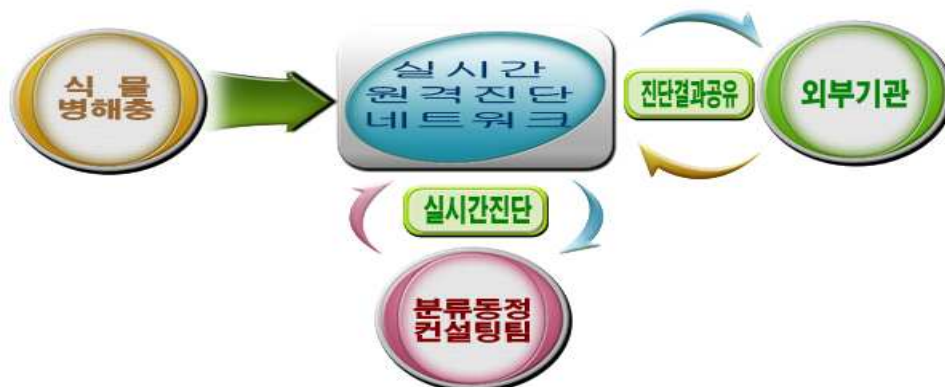 식 물
병해충
실시간
원격진단
네트워크
진단결과공유
외부기관
실시간진단
분류동정
컨설팅팀